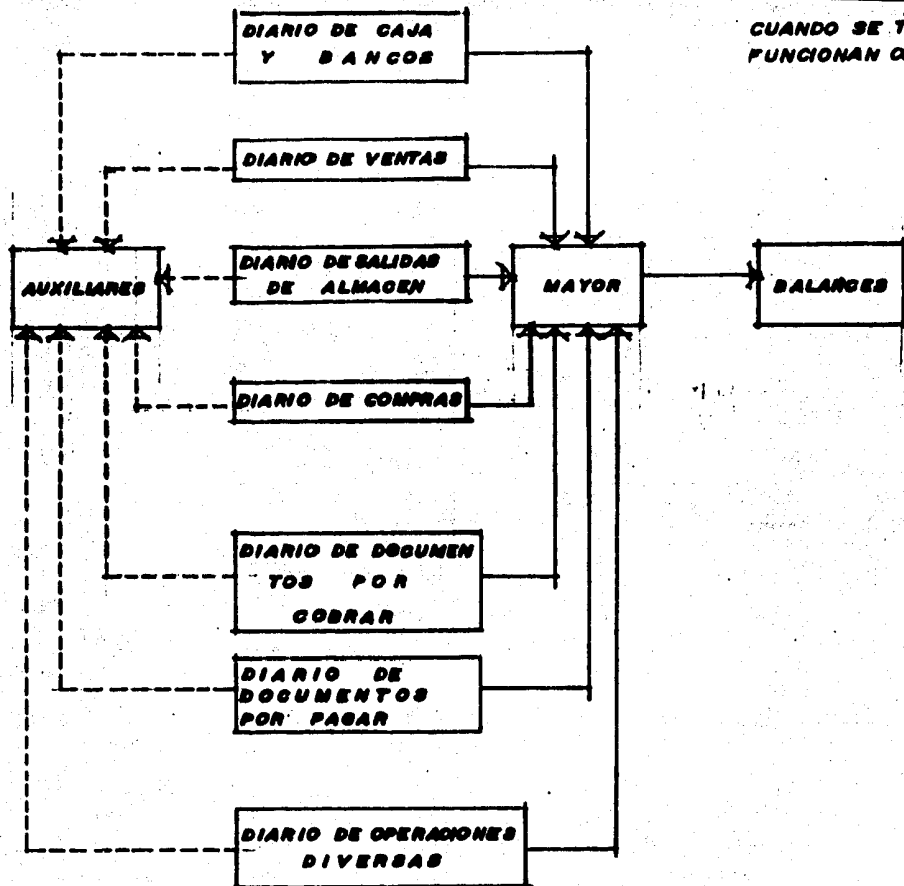 DIARIO DE CAJA
Y BANCOS
CUANDO SE
FUNCIONAN
DIARIO DE VENTAS
AUXILIARES
DIARIO DE SALIDAS
DE ALMACEN
MAYOR
BALANCES
DIARIO DE COMPRAS
DIARIO DE DOCUMEN
TOS POR
COBRAR
DIARIO DE
DOCUMENTOS
POR PAGAR
DIARIO DE OPERACIONES
DIVERSAS